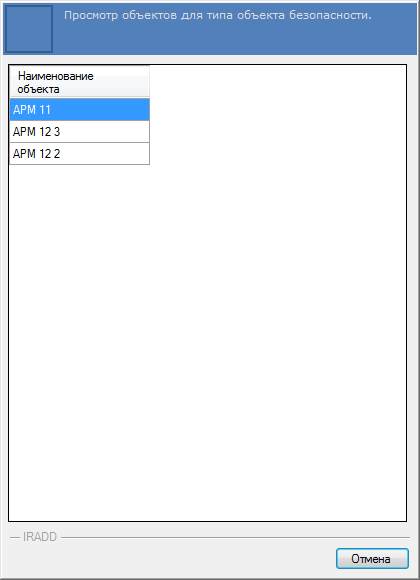 Просмотр объектов для типа объекта безопасности.
Наименование
объекта
АРМ 11
АРМ 12 3
АРМ 12 2
IRADD
Отмена